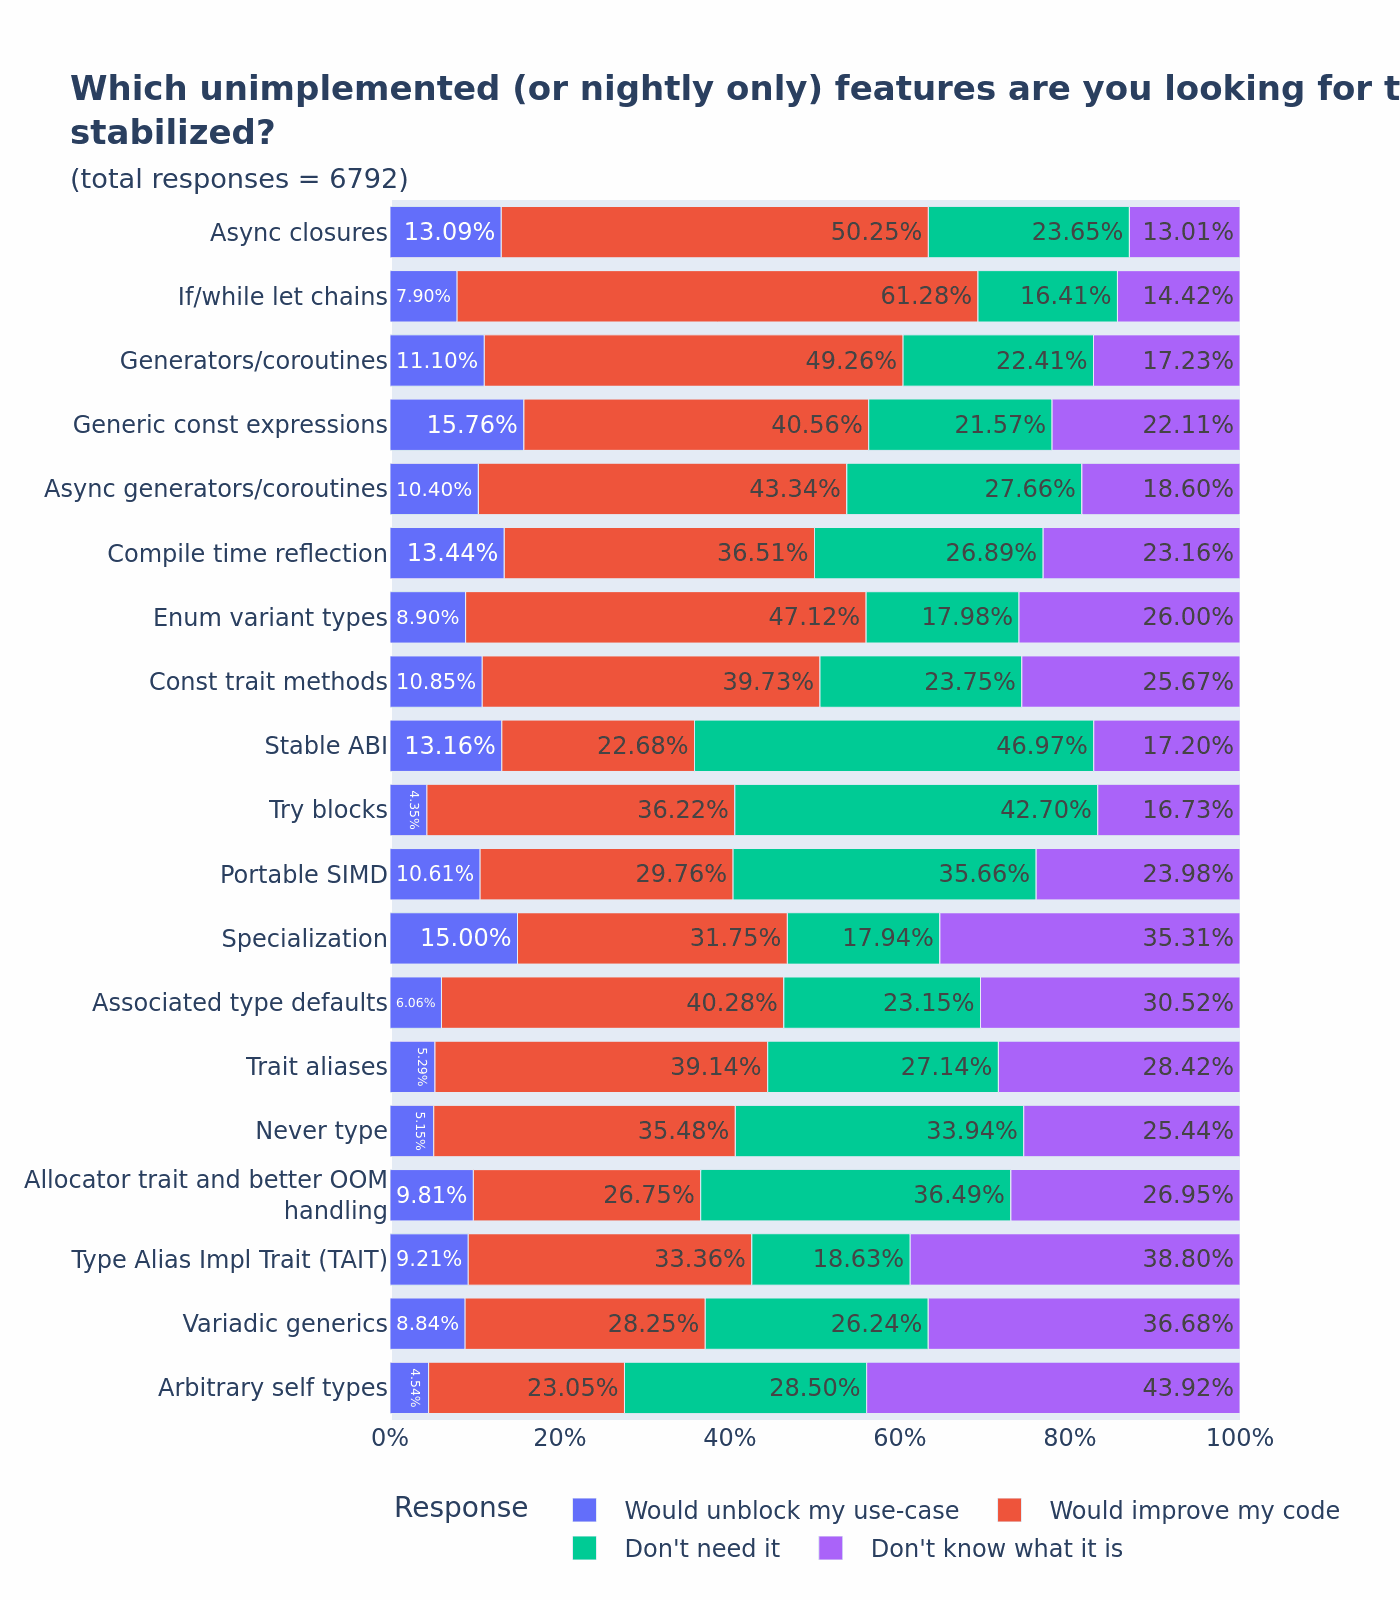 Which unimplemented (or nightly only) features are you looking for t
stabilized?
(total responses = 6792)
Async closures 13.09% 50.25% 23.65% 13.01%
If/while let chains 7.90% 61.28% 16.41% 14.42%
Generators/coroutines 11.10% 49.26% 22.41% 17.23%
Generic const expressions 15.76% 40.56% 21.57% 22.11%
Async generators/coroutines 10.40% 43.34% 27.66% 18.60%
Compile time reflection 13.44% 36.51% 26.89% 23.16%
Enum variant types 8.90% 47.12% 17.98% 26.00%
Const trait methods 10.85% 39.73% 23.75% 25.67%
Stable ABI 13.16% 22.68% 46.97% 17.20%
Try blocks 4.35% 36.22% 42.70% 16.73%
Portable SIMD 10.61% 29.76% 35.66% 23.98%
Specialization 15.00% 31.75% 17.94% 35.31%
Associated type defaults 6.06% 40.28% 23.15% 30.52%
Trait aliases 5.29% 39.14% 27.14% 28.42%
Never type 5.15% 35.48% 33.94% 25.44%
Allocator trait and better OOM
handling 9.81% 26.75% 36.49% 26.95%
Type Alias Impl Trait (TAIT) 9.21% 33.36% 18.63% 38.80%
Variadic generics 8.84% 28.25% 26.24% 36.68%
Arbitrary self types 4.54% 23.05% 28.50% 43.92%
0% 20% 40% 60% 80% 100%
Response Would unblock my use-case Would improve my code
Don't need it Don't know what it is